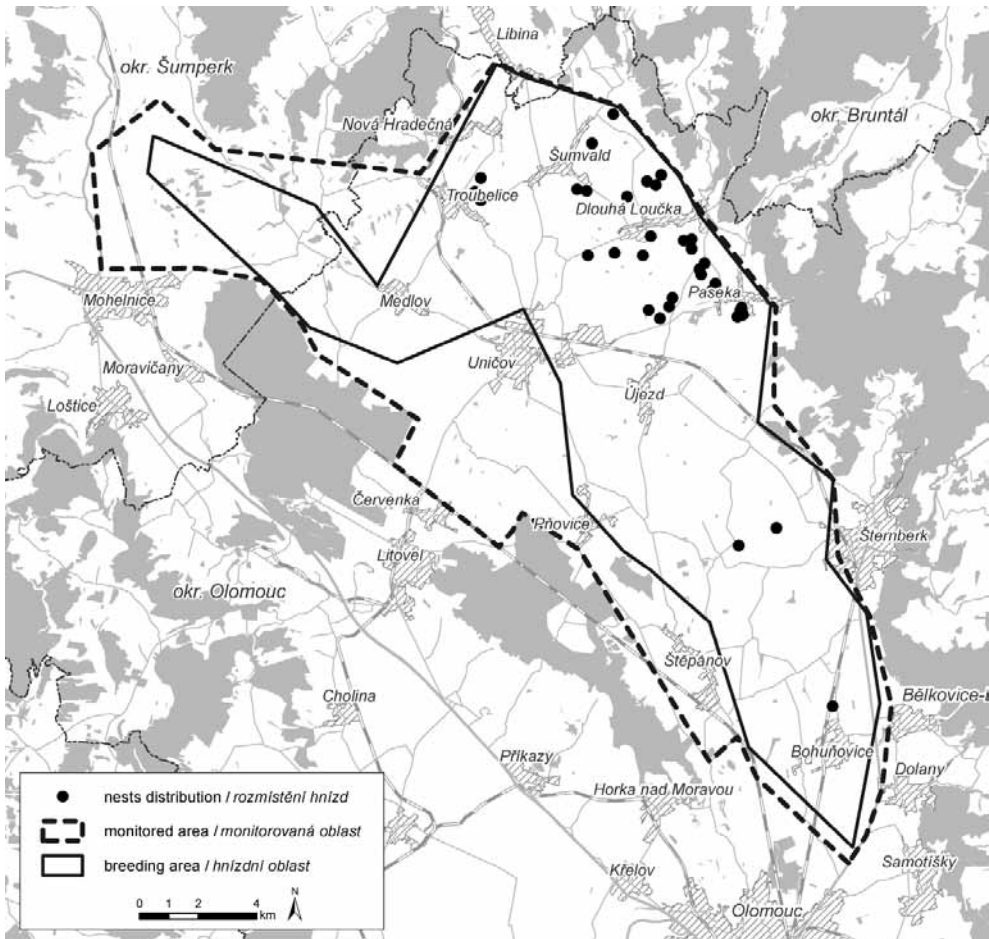 Libina
okr. Šumperk
okr. Bruntál
Nová Hradečná
Šumvald
Troubelice
Dlouhá Loučka
Mohelnice
Medlov
Paseka
Uničov
Moravičany
Újezd
Loštice
Červenka
Pňovice
Šternberk
Litovel
okr. Olomouc
Štěpánov
Cholina
Bělkovice-
Bohuňovice
Příkazy
Dolany
Horka nad Moravou
Samotíšky
Křelov
Olomouc
nests distribution / rozmístění hnízd
monitored area / monitorovaná oblast
breeding area / hnízdní oblast
0 1 2 4
km
N